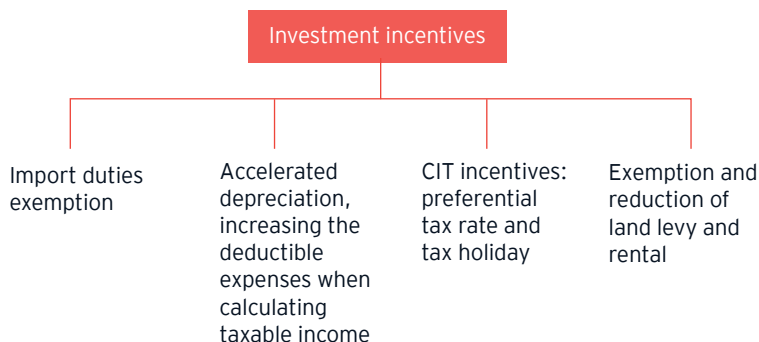 Investment incentives
Import duties
exemption
Accelerated
depreciation,
increasing the
deductible
expenses when
calculating
taxable income
CIT incentives:
preferential
tax rate and
tax holiday
Exemption and
reduction of
land levy and
rental